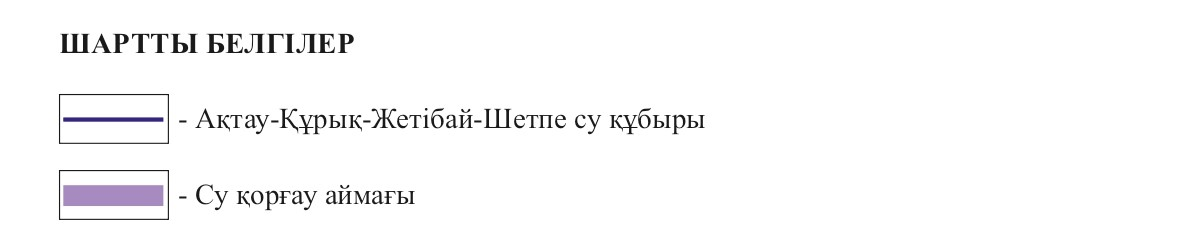 ШАРТТЫ БЕЛГІЛЕР
- Ақтау-Құрық-Жетібай-Шетпе су құбыры
- Су қорғау аймағы